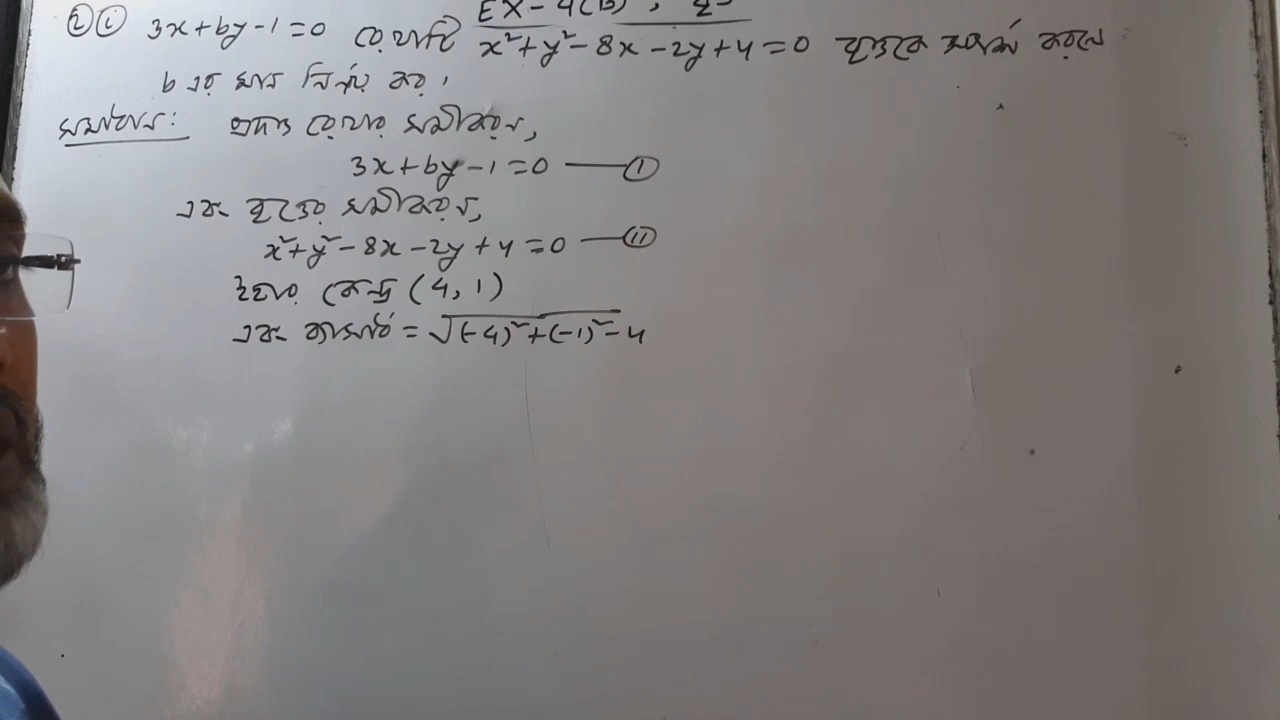 EX - 4(B),
② ⓘ 3x+by-1=0 রেখাটি x²+y²-8x-2y+4=0 বৃত্তকে স্পর্শ করলে
b এর মান নির্ণয় কর,
সমাধান: প্রদত্ত রেখার সমীকরণ,
3x+by-1=0 ——— ⓘ
এবং বৃত্তের সমীকরণ,
x²+y²-8x-2y+4=0 —— ⓘⓘ
ইহার কেন্দ্র (4, 1)
এবং ব্যাসার্ধ = √(-4)²+(-1)²-4